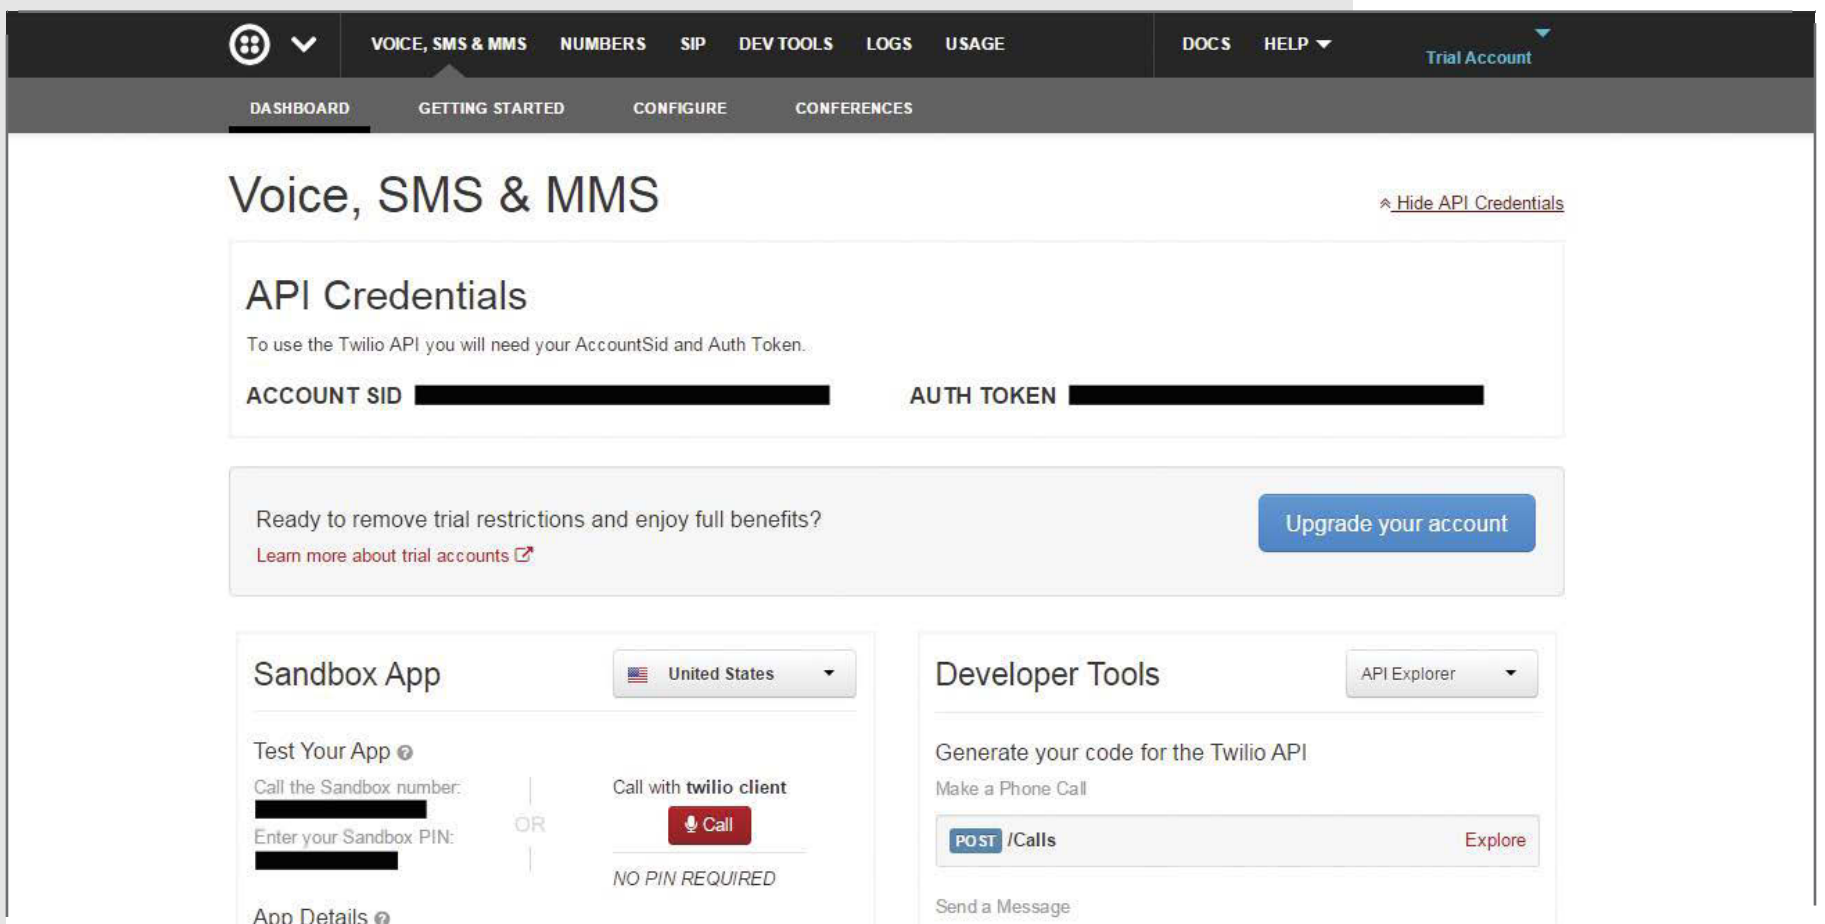 VOICE, SMS & MMS NUMBERS SIP DEV TOOLS LOGS USAGE DOCS HELP Trial Account
DASHBOARD GETTING STARTED CONFIGURE CONFERENCES
Voice, SMS & MMS
Hide API Credentials
API Credentials
To use the Twilio API you will need your AccountSid and Auth Token.
ACCOUNT SID AUTH TOKEN
Ready to remove trial restrictions and enjoy full benefits?
Learn more about trial accounts
Upgrade your account
Sandbox App
United States
Test Your App
Call the Sandbox number:
Enter your Sandbox PIN:
OR
Call with twilio client
Call
NO PIN REQUIRED
App Details
Developer Tools
API Explorer
Generate your code for the Twilio API
Make a Phone Call
POST /Calls Explore
Send a Message